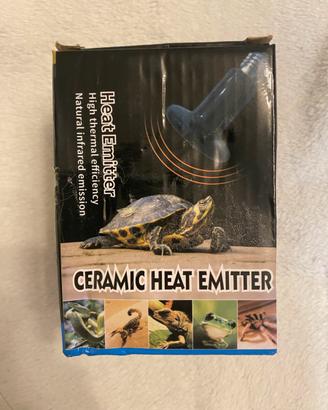 Heat Emitter
High thermal efficiency
Natural infrared emission
CERAMIC HEAT EMITTER